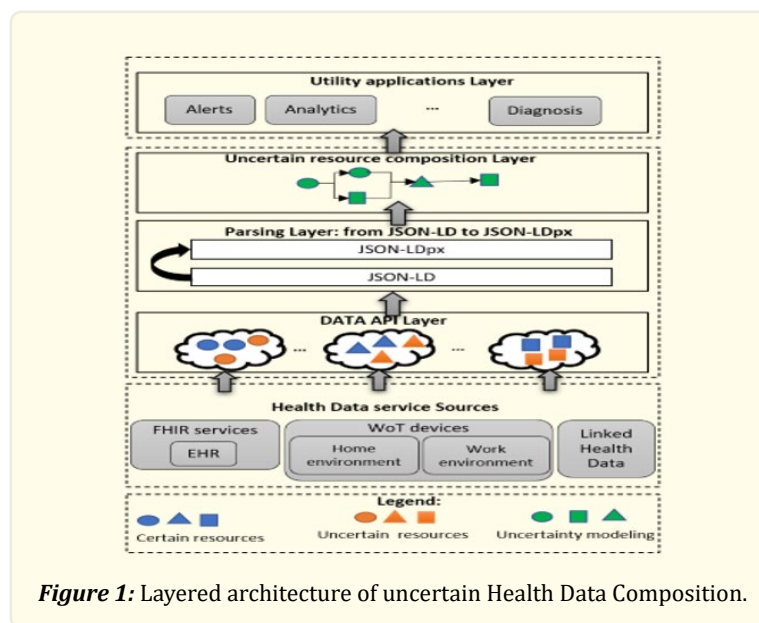 Utility applications Layer
Alerts
Analytics
...
Diagnosis
Uncertain resource composition Layer
Parsing Layer: from JSON-LD to JSON-LDpx
JSON-LDpx
JSON-LD
DATA API Layer
...
...
Health Data service Sources
FHIR services
EHR
WoT devices
Home
environment
Work
environment
Linked
Health
Data
Legend:
Certain resources
Uncertain resources
Uncertainty modeling
Figure 1: Layered architecture of uncertain Health Data Composition.